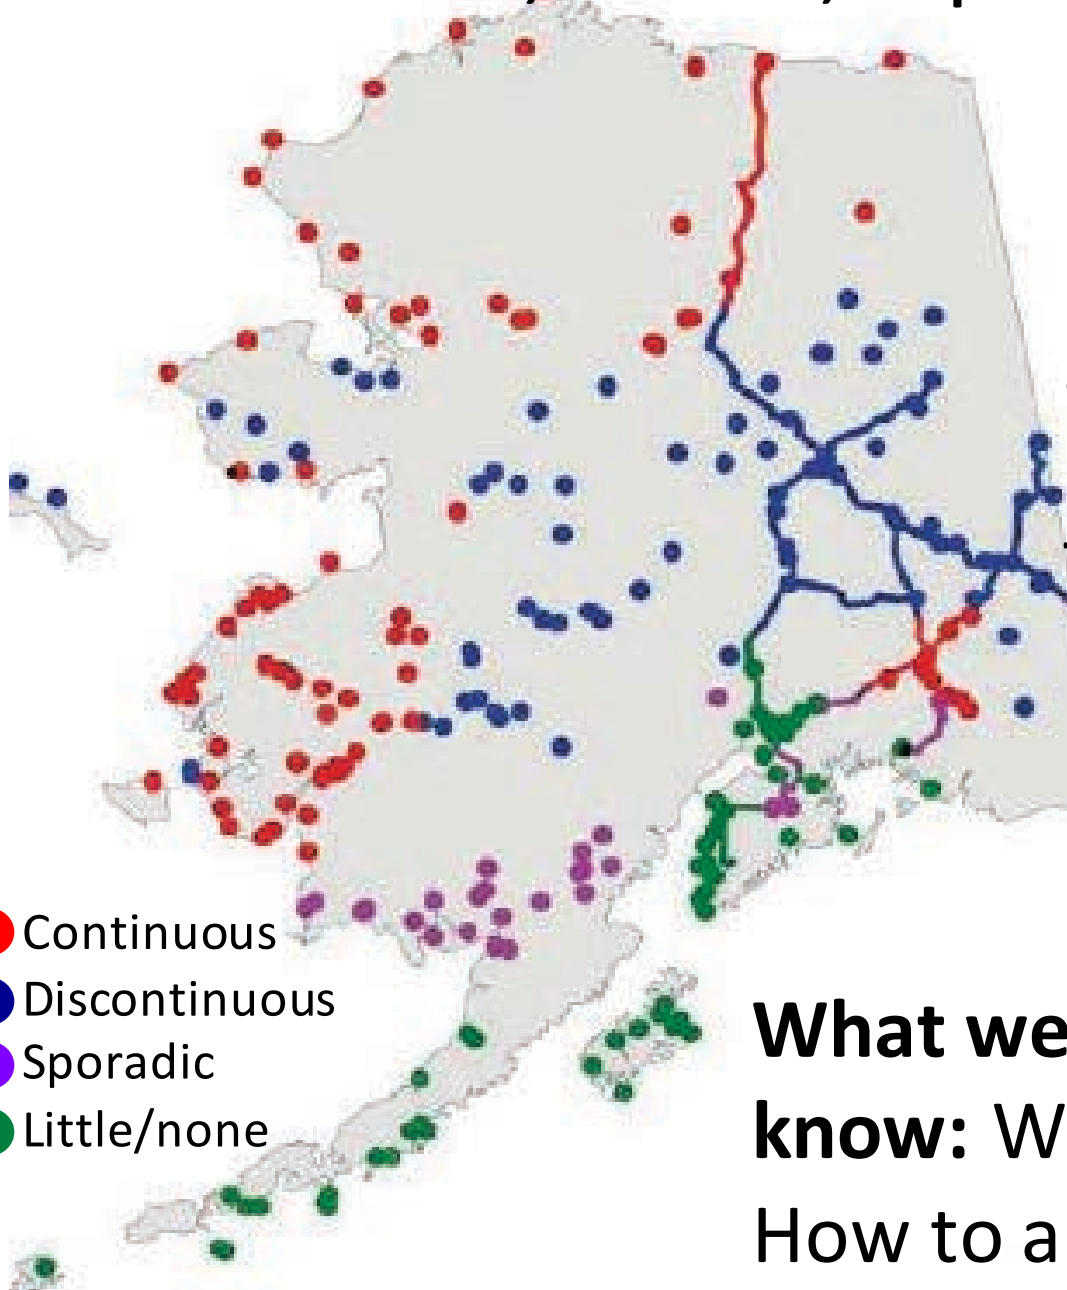 Continuous
Discontinuous
Sporadic
Little/none
What we
know: W
How to a